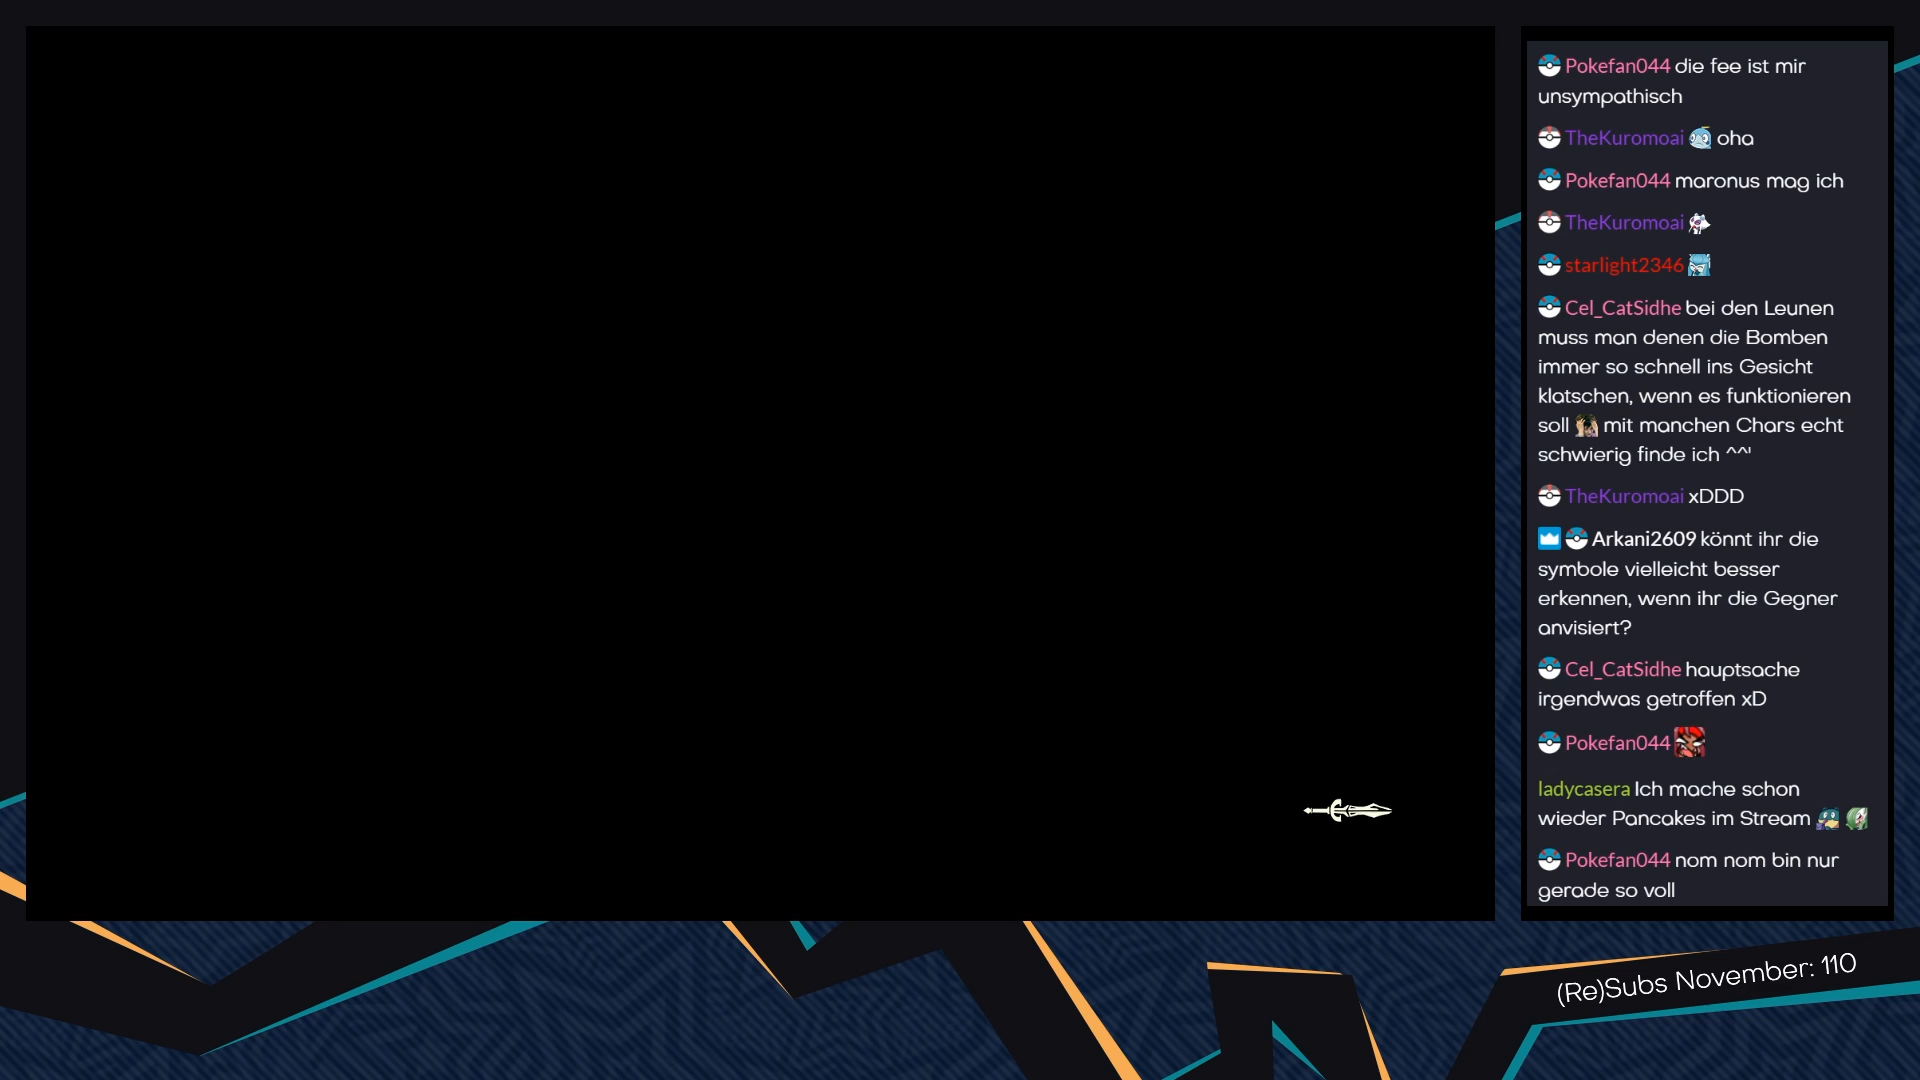 Pokefan044 die fee ist mir
unsympathisch
TheKuromoai oha
Pokefan044 maronus mag ich
TheKuromoai
starlight2346
Cel_CatSidhe bei den Leunen
muss man denen die Bomben
immer so schnell ins Gesicht
klatschen, wenn es funktionieren
soll mit manchen Chars echt
schwierig finde ich ^^'
TheKuromoai xDDD
Arkani2609 könnt ihr die
symbole vielleicht besser
erkennen, wenn ihr die Gegner
anvisiert?
Cel_CatSidhe hauptsache
irgendwas getroffen xD
Pokefan044
ladycasera Ich mache schon
wieder Pancakes im Stream
Pokefan044 nom nom bin nur
gerade so voll
(Re)Subs November: 110